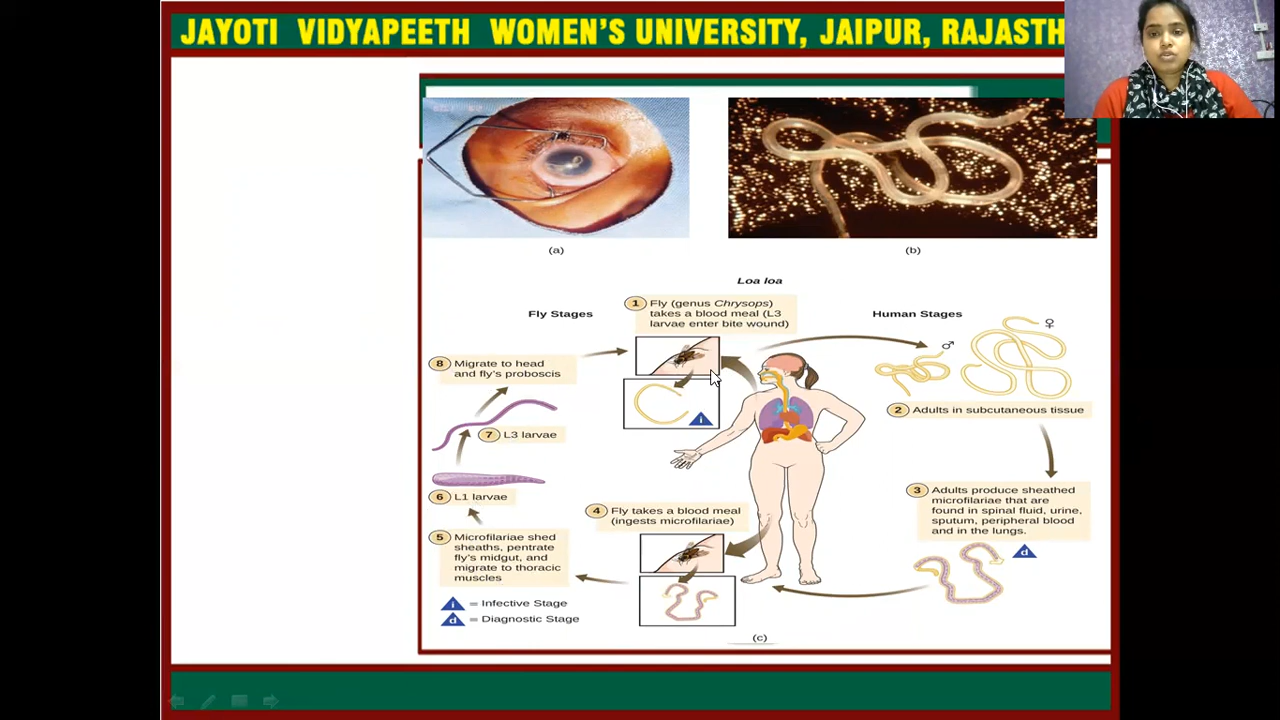 JAYOTI VIDYAPEETH WOMEN'S UNIVERSITY, JAIPUR,
(a)
(b)
Loa loa
Fly Stages
Human Stages
1 Fly (genus Chrysops)
takes a blood meal (L3
larvae enter bite wound)
♂
♀
2 Adults in subcutaneous tissue
3 Adults produce sheathed
microfilariae that are
found in spinal fluid, urine,
sputum, peripheral blood
and in the lungs.
d
4 Fly takes a blood meal
(ingests microfilariae)
5 Microfilariae shed
sheaths, pentrate
fly's midgut, and
migrate to thoracic
muscles
6 L1 larvae
7 L3 larvae
8 Migrate to head
and fly's proboscis
i
i = Infective Stage
d = Diagnostic Stage
(c)